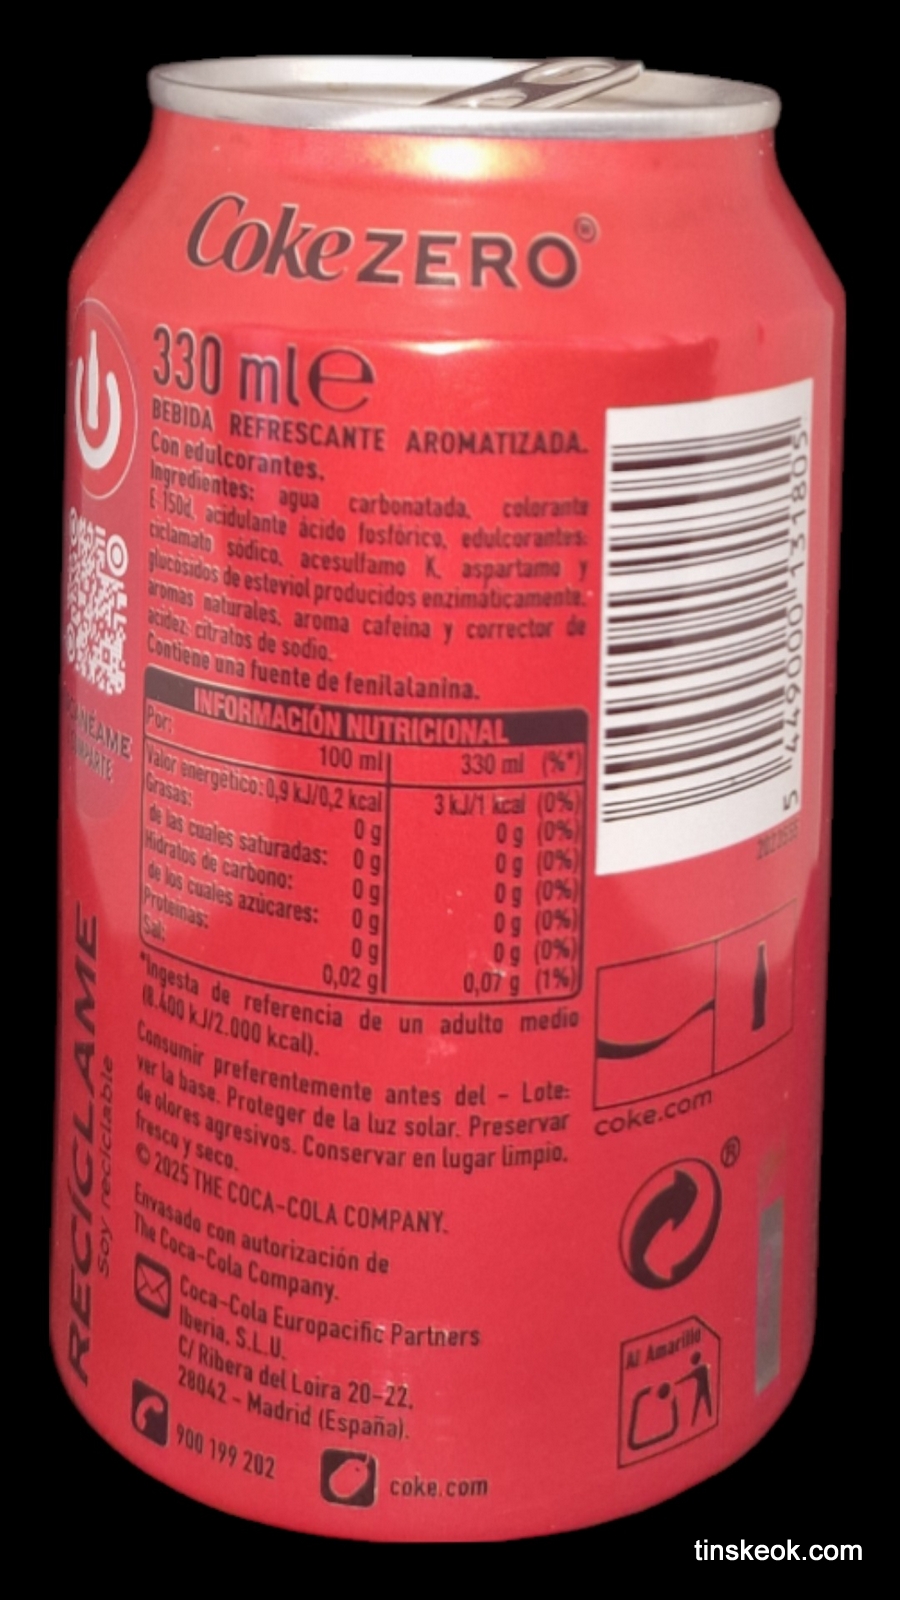 Coke ZERO®
330 ml e
BEBIDA REFRESCANTE AROMATIZADA.
Con edulcorantes.
Ingredientes: agua carbonatada, colorante
E 150d, acidulante ácido fosfórico, edulcorantes:
ciclamato sódico, acesulfamo K, aspartamo y
glucósidos de esteviol producidos enzimáticamente,
aromas naturales, aroma cafeína y corrector de
acidez: citratos de sodio.
Contiene una fuente de fenilalanina.
INFORMACIÓN NUTRICIONAL
Por: 100 ml 330 ml (%*)
Valor energético: 0,9 kJ/0,2 kcal 3 kJ/1 kcal (0%)
Grasas: 0 g 0 g (0%)
de las cuales saturadas: 0 g 0 g (0%)
Hidratos de carbono: 0 g 0 g (0%)
de los cuales azúcares: 0 g 0 g (0%)
Proteínas: 0 g 0 g (0%)
Sal: 0,02 g 0,07 g (1%)
*Ingesta de referencia de un adulto medio
(8.400 kJ/2.000 kcal).
Consumir preferentemente antes del - Lote:
ver la base. Proteger de la luz solar. Preservar
de olores agresivos. Conservar en lugar limpio,
fresco y seco.
© 2025 THE COCA-COLA COMPANY.
Envasado con autorización de
The Coca-Cola Company.
Coca-Cola Europacific Partners
Iberia, S.L.U.
C/ Ribera del Loira 20-22,
28042 - Madrid (España).
900 199 202
coke.com
RECÍCLAME
Soy reciclable
5 449000 131805
coke.com
®
Al Amarillo
tinskeok.com